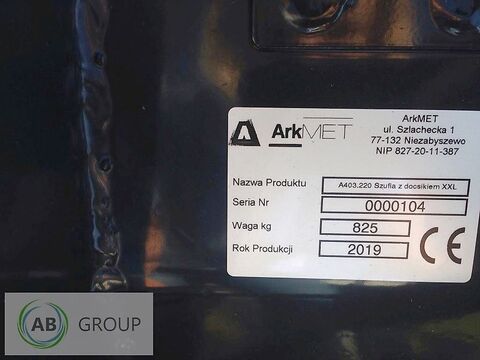 ArkMET
ArkMET
ul. Szlachecka 1
77-132 Niezabyszewo
NIP 827-20-11-387
Nazwa Produktu A403.220 Szufla z docsikiem XXL
Seria Nr 0000104
Waga kg 825
Rok Produkcji 2019
CE
AB GROUP